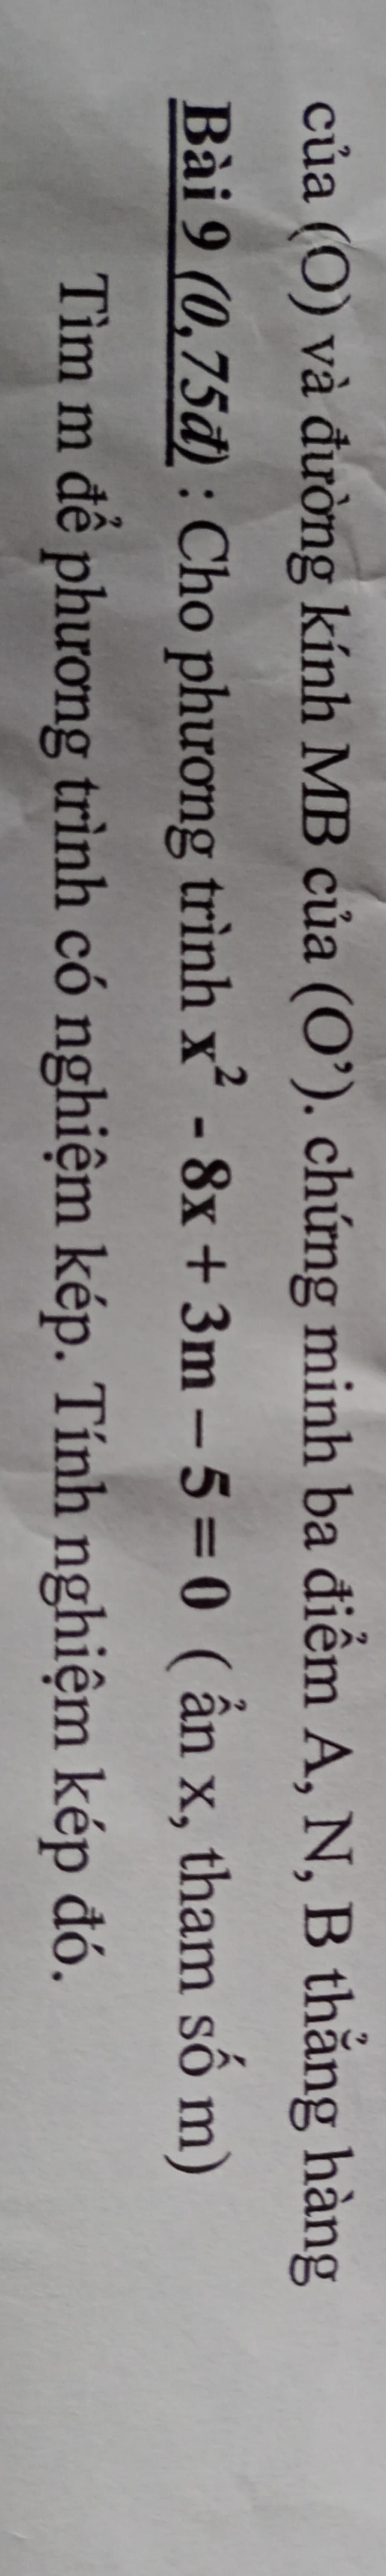 của (O) và đường kính MB của (O’). chứng minh ba điểm A, N, B thẳng hàng
Bài 9 (0,75đ) : Cho phương trình x² - 8x + 3m – 5 = 0 ( ẩn x, tham số m)
Tìm m để phương trình có nghiệm kép. Tính nghiệm kép đó.